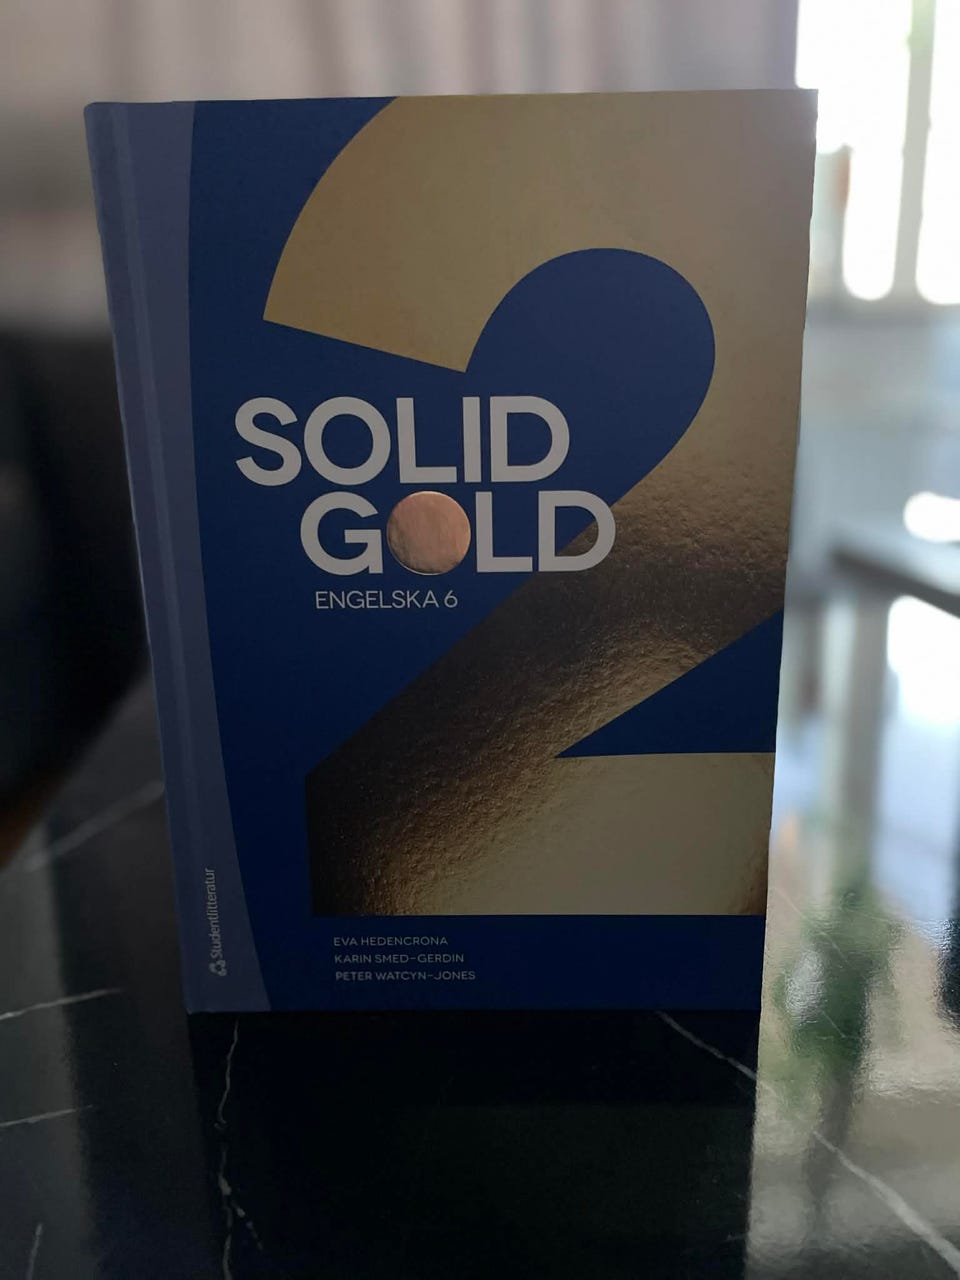 2
SOLID
GOLD
ENGELSKA 6
Studentlitteratur
EVA HEDENCRONA
KARIN SMED-GERDIN
PETER WATCYN-JONES